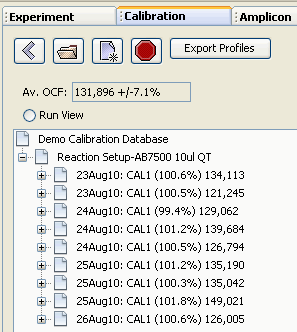 Experiment Calibration Amplicon
Export Profiles
Av. OCF: 131,896 +/-7.1%
Run View
Demo Calibration Database
Reaction Setup-AB7500 10ul QT
23Aug10: CAL1 (100.6%) 134,113
23Aug10: CAL1 (100.5%) 121,245
24Aug10: CAL1 (99.4%) 129,062
24Aug10: CAL1 (101.2%) 139,684
24Aug10: CAL1 (100.5%) 126,794
25Aug10: CAL1 (101.2%) 135,190
25Aug10: CAL1 (100.3%) 135,042
25Aug10: CAL1 (101.8%) 149,021
26Aug10: CAL1 (100.6%) 126,005